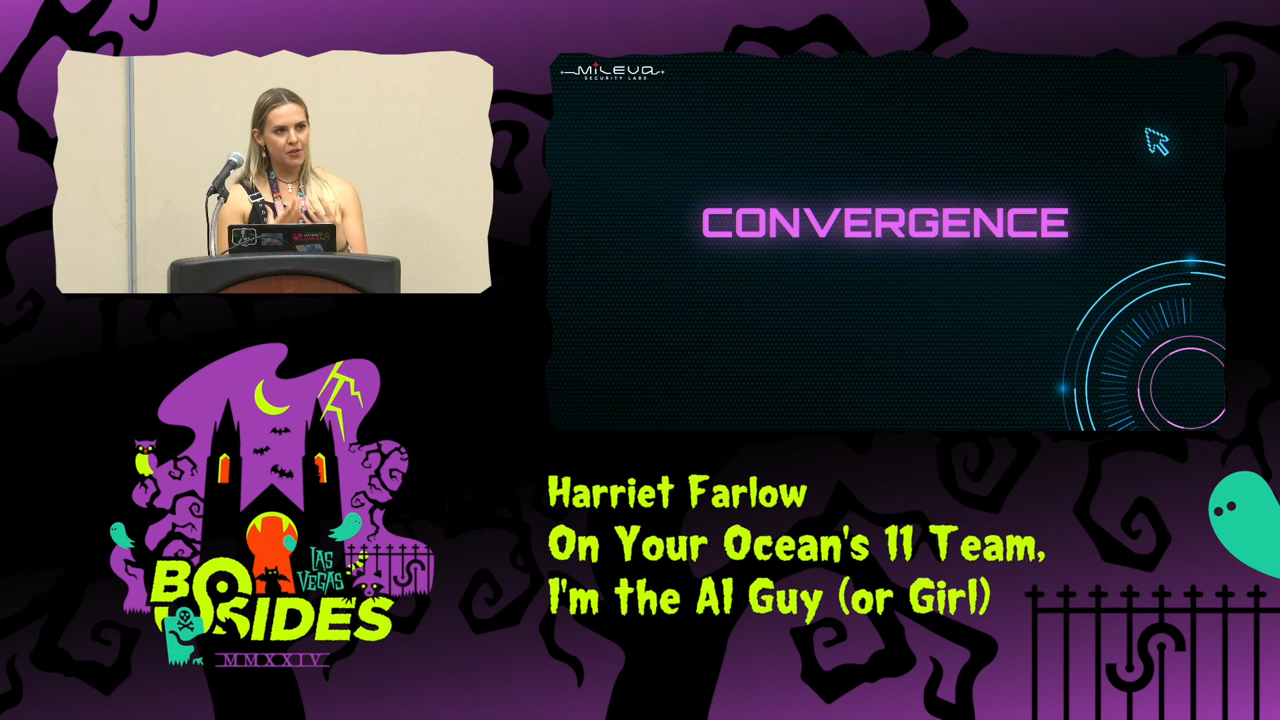 MILEVA
SECURITY LABS
CONVERGENCE
Harriet Farlow
On Your Ocean's 11 Team,
I'm the AI Guy (or Girl)
LAS
VEGAS
BSIDES
MMXXIV